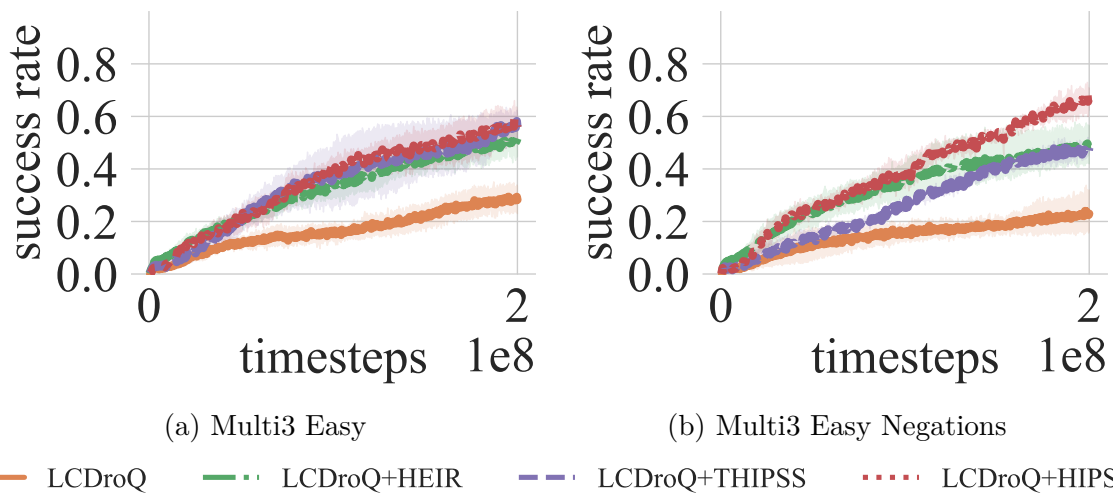 success rate
0.8
0.6
0.4
0.2
0.0
0
2
timesteps 1e8
(a) Multi3 Easy
success rate
0.8
0.6
0.4
0.2
0.0
0
2
timesteps 1e8
(b) Multi3 Easy Negations
LCDroQ LCDroQ+HEIR LCDroQ+THIPSS LCDroQ+HIPS